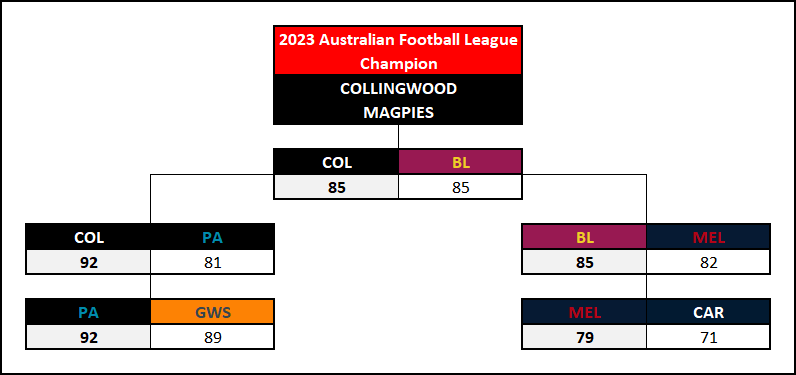 2023 Australian Football League
Champion
COLLINGWOOD
MAGPIES
COL BL
85 85
COL PA
92 81
BL MEL
85 82
PA GWS
92 89
MEL CAR
79 71